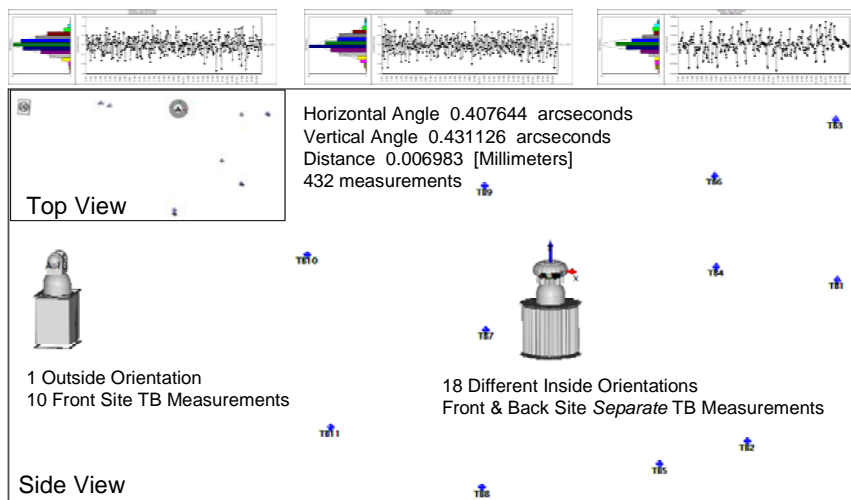 Horizontal Angle 0.407644 arcseconds
Vertical Angle 0.431126 arcseconds
Distance 0.006983 [Millimeters]
432 measurements
Top View
TB3
TB6
TB9
TB10
X
TB4
TB1
TB7
1 Outside Orientation
10 Front Site TB Measurements
18 Different Inside Orientations
Front & Back Site Separate TB Measurements
TB11
TB2
TB5
TB8
Side View